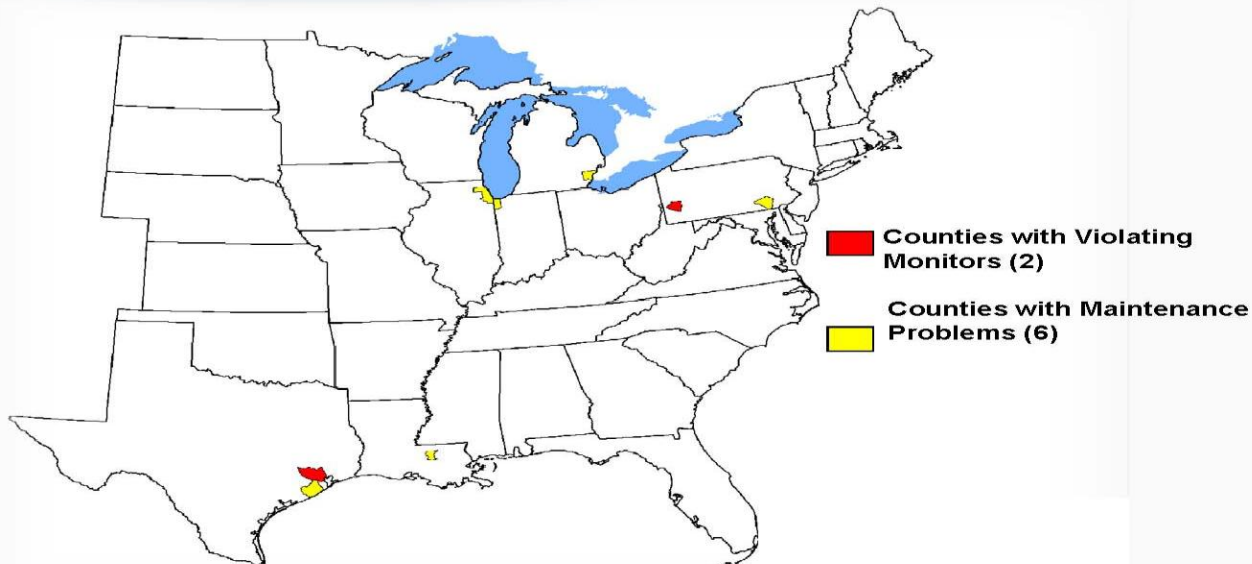 Counties with Violating
Monitors (2)
Counties with Maintenance
Problems (6)